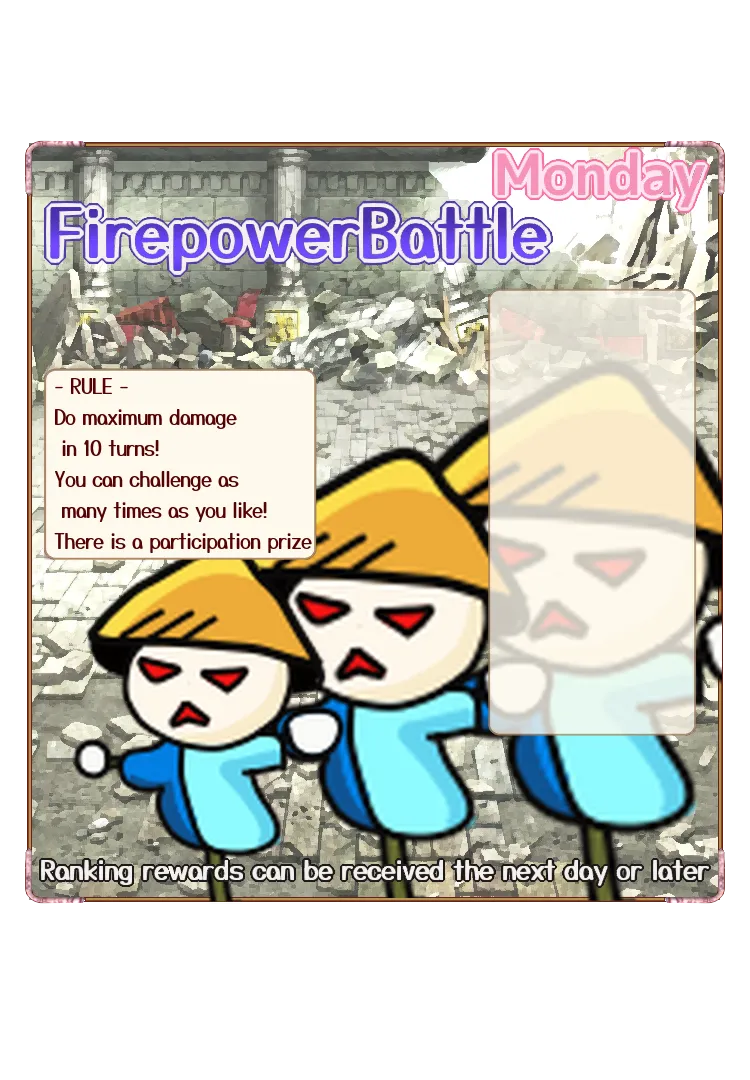 Monday
FirepowerBattle
- RULE -
Do maximum damage
in 10 turns!
You can challenge as
many times as you like!
There is a participation prize
Ranking rewards can be received the next day or later